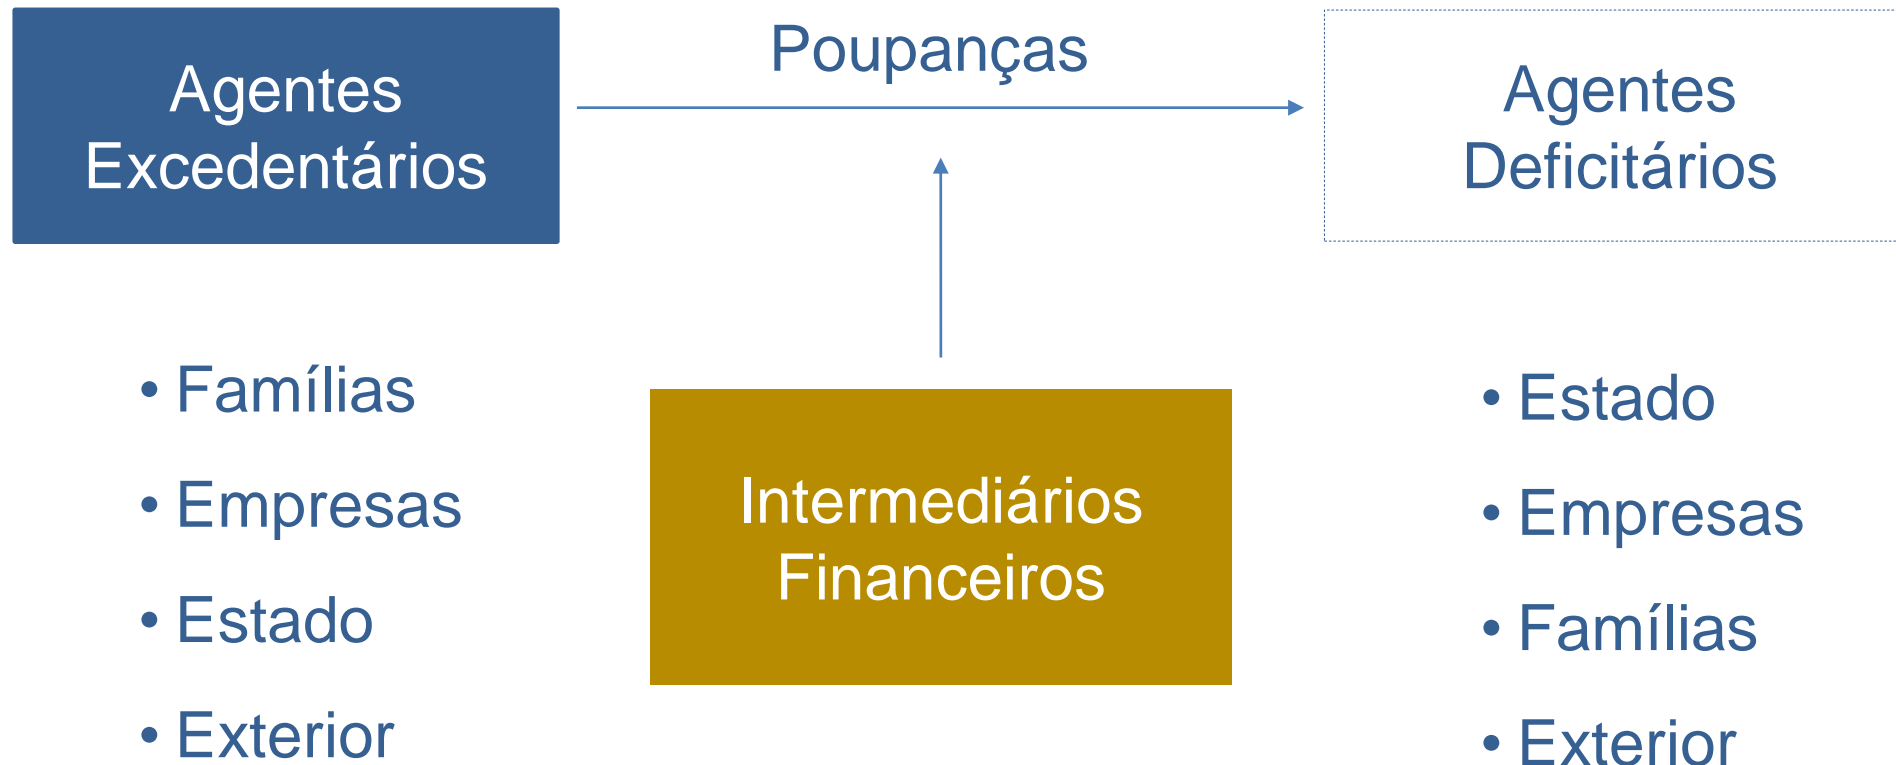 Agentes
Excedentários
Poupanças
Agentes
Deficitários
• Famílias
• Empresas
• Estado
• Exterior
Intermediários
Financeiros
• Estado
• Empresas
• Famílias
• Exterior